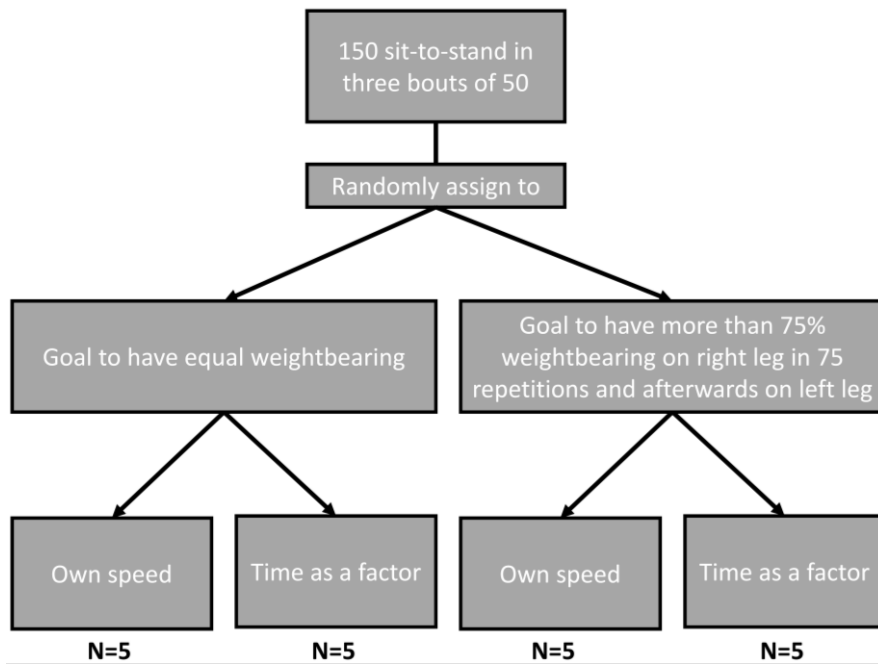 150 sit-to-stand in
three bouts of 50
Randomly assign to
Goal to have equal weightbearing
Goal to have more than 75%
weightbearing on right leg in 75
repetitions and afterwards on left leg
Own speed
Time as a factor
Own speed
Time as a factor
N=5
N=5
N=5
N=5